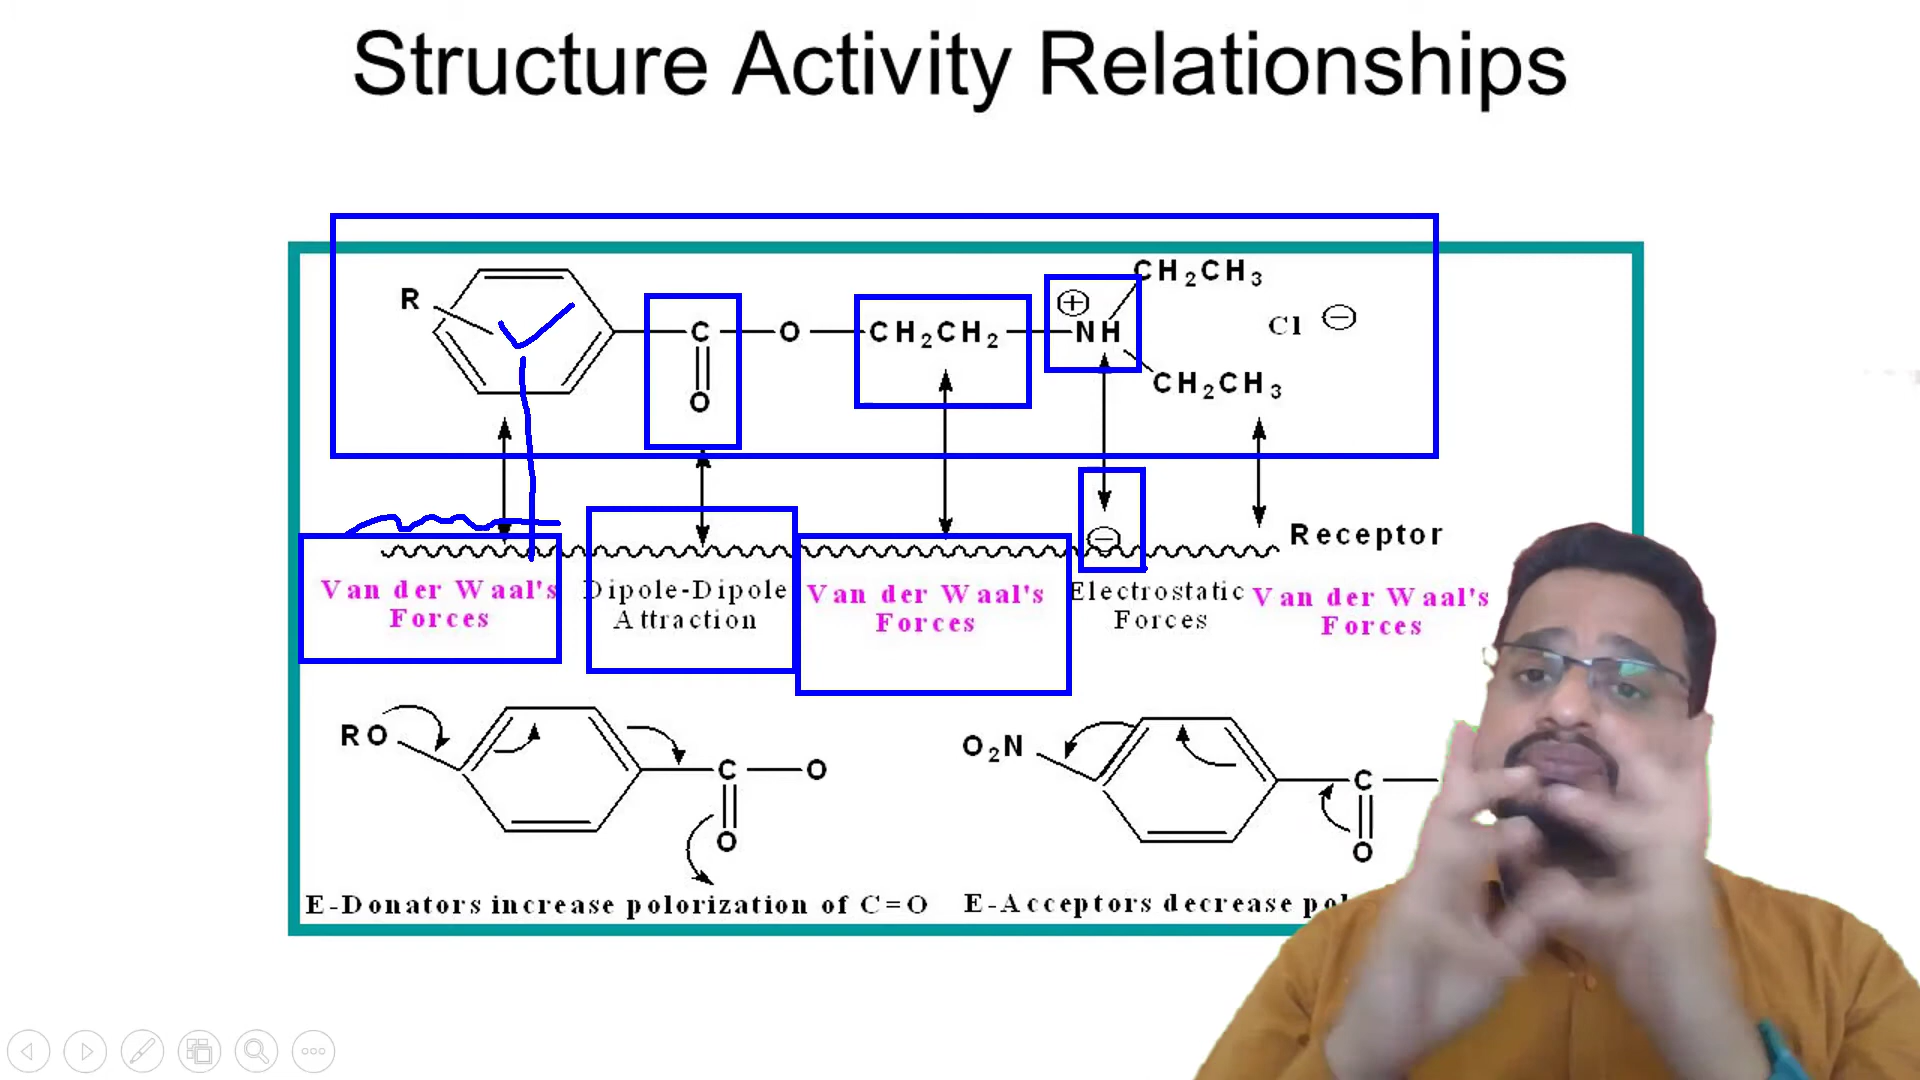 Structure Activity Relationships
CH₂CH₃
R
C O CH₂CH₂ NH
Cl
O
CH₂CH₃
Receptor
Van der Waal's Forces
Dipole-Dipole Attraction
Van der Waal's Forces
Electrostatic Forces
Van der Waal's Forces
RO
C O
O
O₂N
C
O
E-Donators increase polorization of C=O
E-Acceptors decrease